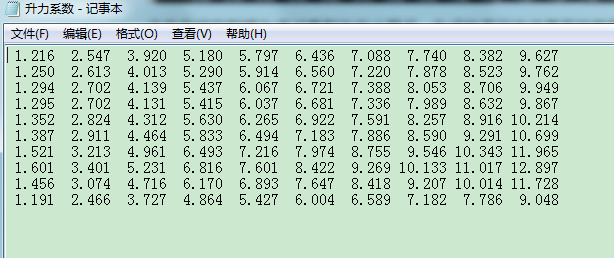 升力系数 - 记事本
文件(F) 编辑(E) 格式(O) 查看(V) 帮助(H)
1.216 2.547 3.920 5.180 5.797 6.436 7.088 7.740 8.382 9.627
1.250 2.613 4.013 5.290 5.914 6.560 7.220 7.878 8.523 9.762
1.294 2.702 4.139 5.437 6.067 6.721 7.388 8.053 8.706 9.949
1.295 2.702 4.131 5.415 6.037 6.681 7.336 7.989 8.632 9.867
1.352 2.824 4.312 5.630 6.265 6.922 7.591 8.257 8.916 10.214
1.387 2.911 4.464 5.833 6.494 7.183 7.886 8.590 9.291 10.699
1.521 3.213 4.961 6.493 7.216 7.974 8.755 9.546 10.343 11.965
1.601 3.401 5.231 6.816 7.601 8.422 9.269 10.133 11.017 12.897
1.456 3.074 4.716 6.170 6.893 7.647 8.418 9.207 10.014 11.728
1.191 2.466 3.727 4.864 5.427 6.004 6.589 7.182 7.786 9.048